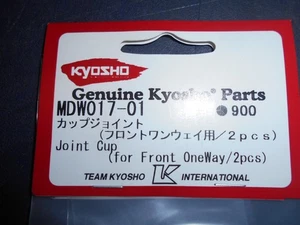 KYOSHO
Genuine Kyosho Parts
MDW017-01 ●900
カップジョイント
(フロントワンウェイ用/2pcs)
Joint Cup
(for Front OneWay/2pcs)
TEAM KYOSHO K INTERNATIONAL